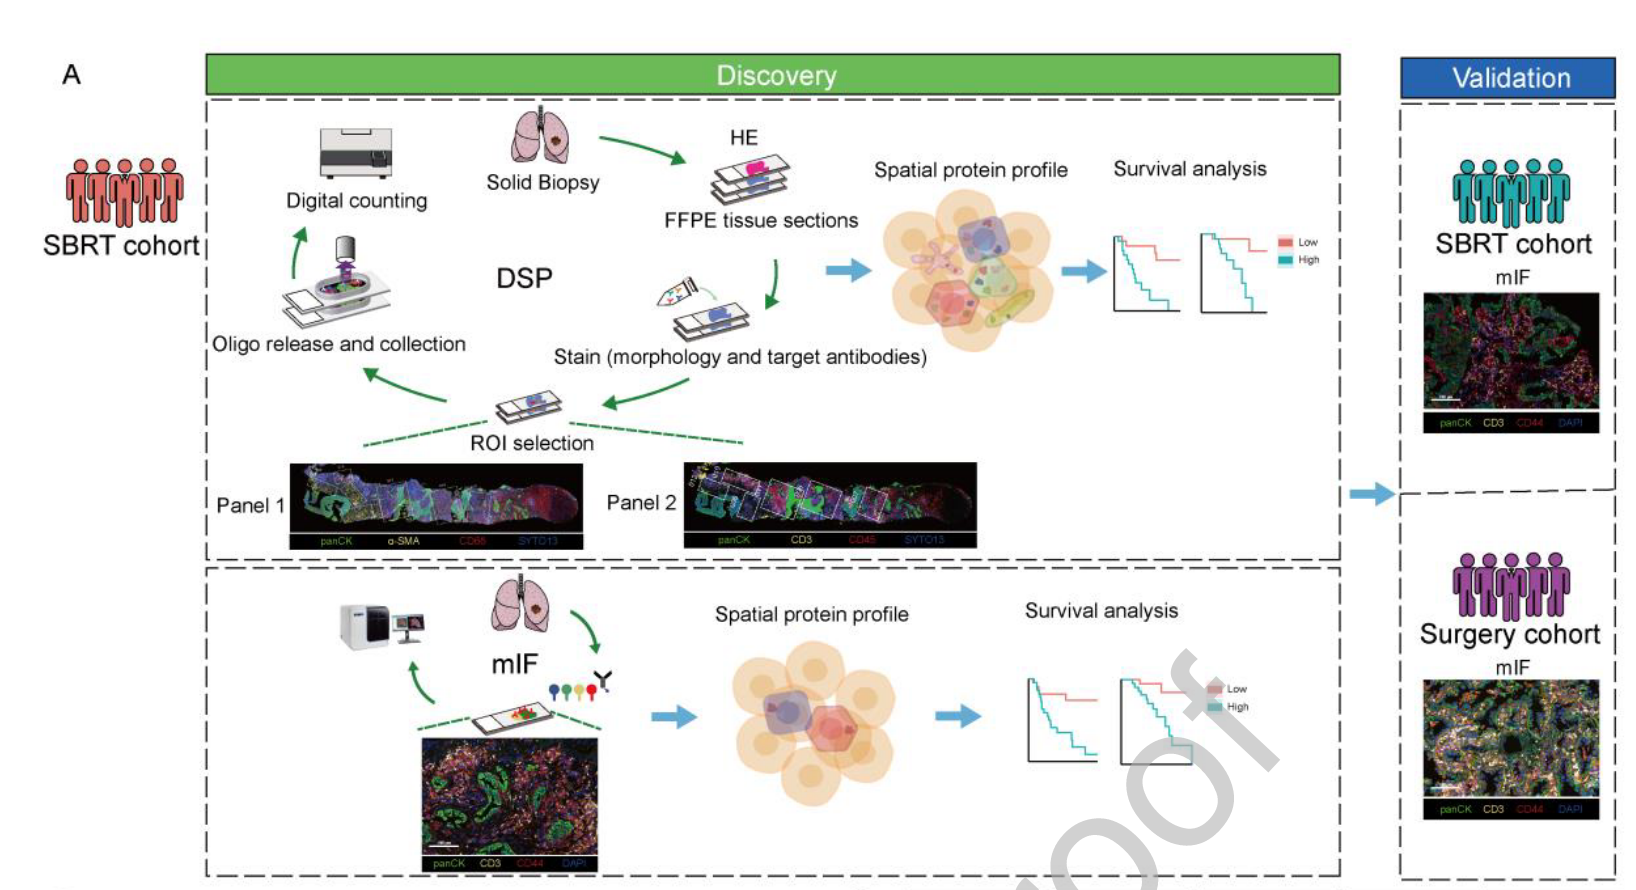 A
Discovery
Validation
SBRT cohort
Digital counting
Solid Biopsy
HE
FFPE tissue sections
DSP
Oligo release and collection
Stain (morphology and target antibodies)
ROI selection
Spatial protein profile
Survival analysis
Low
High
Panel 1
panCK α-SMA CD68 SYTO13
Panel 2
panCK CD3 CD45 SYTO13
mIF
panCK CD3 CD44 DAPI
Spatial protein profile
Survival analysis
Low
High
SBRT cohort
mIF
panCK CD3 CD44 DAPI
Surgery cohort
mIF
panCK CD3 CD44 DAPI
roof